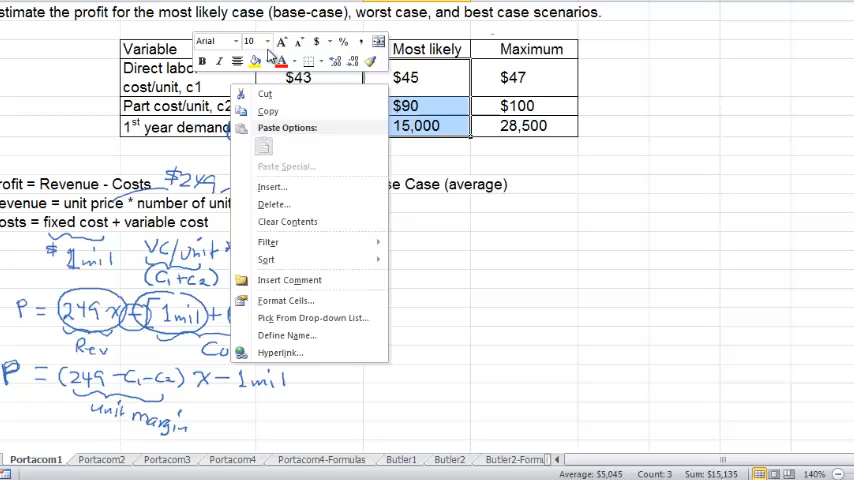 stimate the profit for the most likely case (base-case), worst case, and best case scenarios.
Arial 10 A A $ % ,
Variable Most likely Maximum
B I A
Direct labo
cost/unit, c1 $43 $45 $47
Cut
Part cost/unit, c2 $90 $100
Copy
1st year demand 15,000 28,500
Paste Options:
Paste Special...
rofit = Revenue - Costs $249 se Case (average)
Insert...
evenue = unit price * number of unit
Delete...
osts = fixed cost + variable cost
Clear Contents
$ 1mil VC/unit
Filter
Sort
(C1+C2)
Insert Comment
Format Cells...
P = 249 x - [1mil +
Pick From Drop-down List...
Define Name...
Rev Co
Hyperlink...
P = (249 -C1-C2) x - 1mil
unit margin
Portacom1 Portacom2 Portacom3 Portacom4 Portacom4-Formulas Butler1 Butler2 Butler2-Formu
Average: $5,045 Count: 3 Sum: $15,135 140%